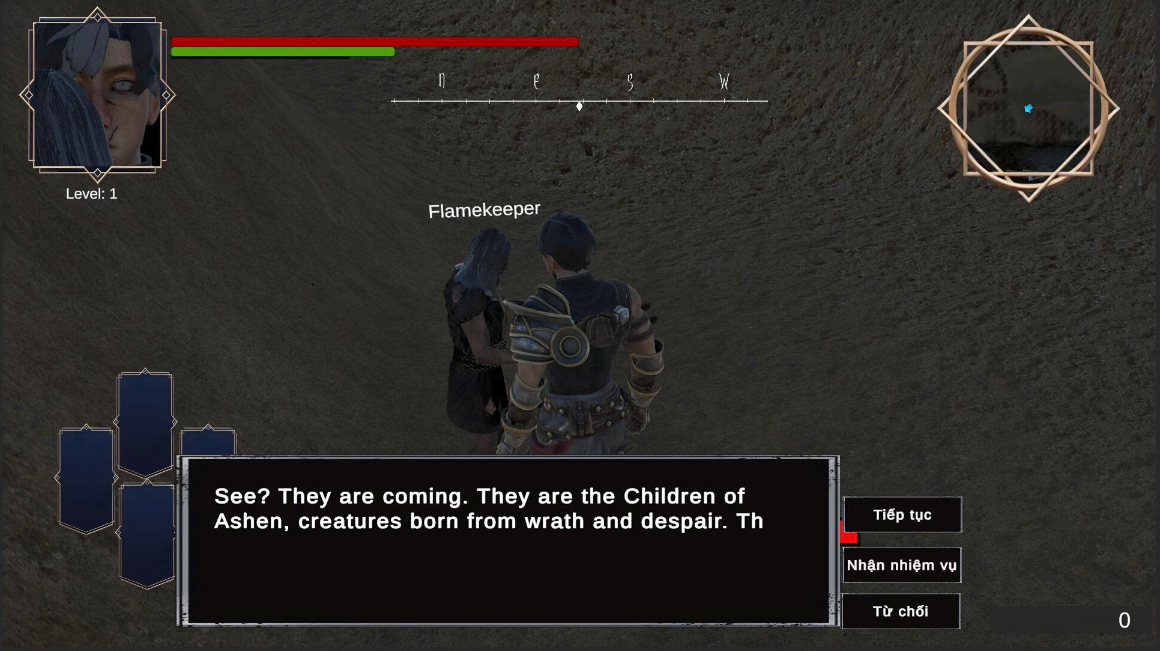 n e s w
Level: 1
Flamekeeper
See? They are coming. They are the Children of
Ashen, creatures born from wrath and despair. Th
Tiếp tục
Nhận nhiệm vụ
Từ chối
0